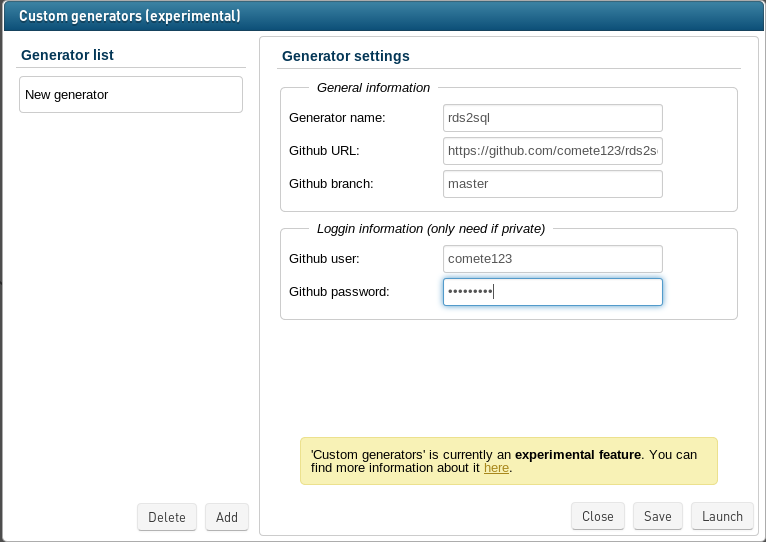 Custom generators (experimental)
Generator list
New generator
Delete
Add
Generator settings
General information
Generator name:
rds2sql
Github URL:
https://github.com/comete123/rds2s
Github branch:
master
Loggin information (only need if private)
Github user:
comete123
Github password:
•••••••••
'Custom generators' is currently an experimental feature. You can
find more information about it here.
Close
Save
Launch